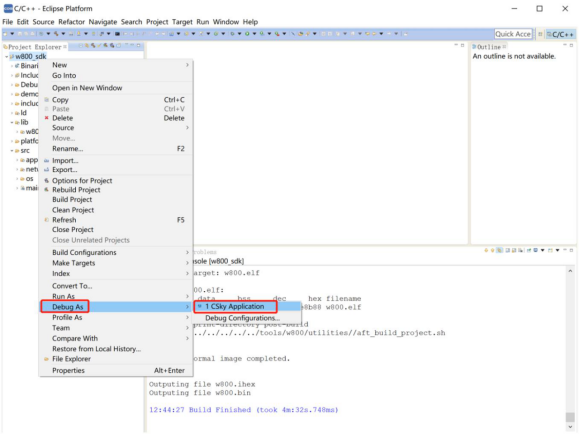 C/C++ - Eclipse Platform
File Edit Source Refactor Navigate Search Project Target Run Window Help
Quick Acce
C/C++
Project Explorer
Outline
w800_sdk
An outline is not available.
Binari
Includ
Debu
demo
includ
ld
lib
w80
platfo
src
app
netw
os
mai
New
Go Into
Open in New Window
Copy Ctrl+C
Paste Ctrl+V
Delete Delete
Source
Move...
Rename... F2
Import...
Export...
Options for Project
Rebuild Project
Build Project
Clean Project
Refresh F5
Close Project
Close Unrelated Projects
Build Configurations
Make Targets
Index
Convert To...
Run As
Debug As
Profile As
Team
Compare With
Restore from Local History...
File Explorer
Properties Alt+Enter
1 CSky Application
Debug Configurations...
roblems
sole [w800_sdk]
arget: w800.elf
00.elf:
data bss dec hex filename
8b88 w800.elf
print-directory post-build
../../../../../tools/w800/utilities//aft_build_project.sh
ormal image completed.
Outputing file w800.ihex
Outputing file w800.bin
12:44:27 Build Finished (took 4m:32s.740ms)